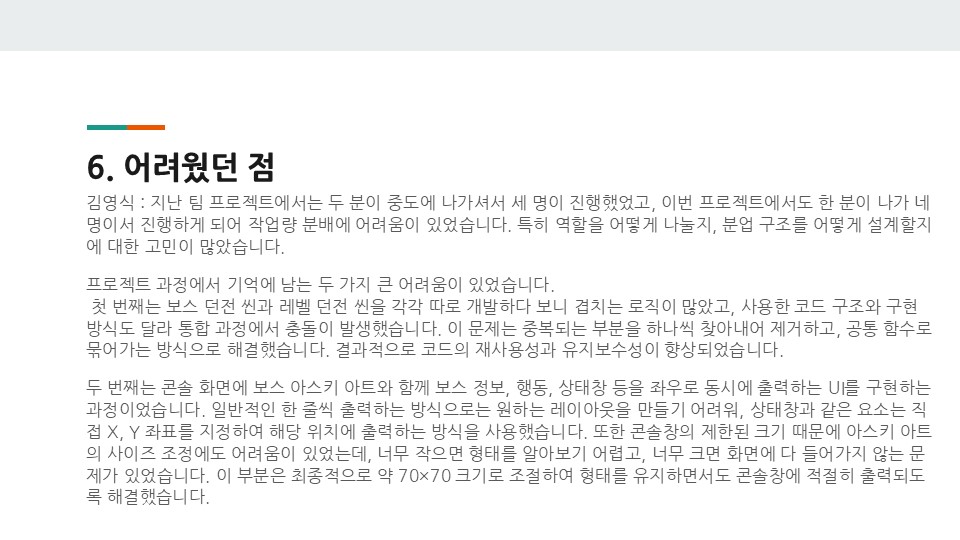 6. 어려웠던 점
김영식 : 지난 팀 프로젝트에서는 두 분이 중도에 나가셔서 세 명이 진행했었고, 이번 프로젝트에서도 한 분이 나가 네
명이서 진행하게 되어 작업량 분배에 어려움이 있었습니다. 특히 역할을 어떻게 나눌지, 분업 구조를 어떻게 설계할지
에 대한 고민이 많았습니다.
프로젝트 과정에서 기억에 남는 두 가지 큰 어려움이 있었습니다.
첫 번째는 보스 던전 씬과 레벨 던전 씬을 각각 따로 개발하다 보니 겹치는 로직이 많았고, 사용한 코드 구조와 구현
방식도 달라 통합 과정에서 충돌이 발생했습니다. 이 문제는 중복되는 부분을 하나씩 찾아내어 제거하고, 공통 함수로
묶어가는 방식으로 해결했습니다. 결과적으로 코드의 재사용성과 유지보수성이 향상되었습니다.
두 번째는 콘솔 화면에 보스 아스키 아트와 함께 보스 정보, 행동, 상태창 등을 좌우로 동시에 출력하는 UI를 구현하는
과정이었습니다. 일반적인 한 줄씩 출력하는 방식으로는 원하는 레이아웃을 만들기 어려워, 상태창과 같은 요소는 직
접 X, Y 좌표를 지정하여 해당 위치에 출력하는 방식을 사용했습니다. 또한 콘솔창의 제한된 크기 때문에 아스키 아트
의 사이즈 조정에도 어려움이 있었는데, 너무 작으면 형태를 알아보기 어렵고, 너무 크면 화면에 다 들어가지 않는 문
제가 있었습니다. 이 부분은 최종적으로 약 70×70 크기로 조절하여 형태를 유지하면서도 콘솔창에 적절히 출력되도
록 해결했습니다.